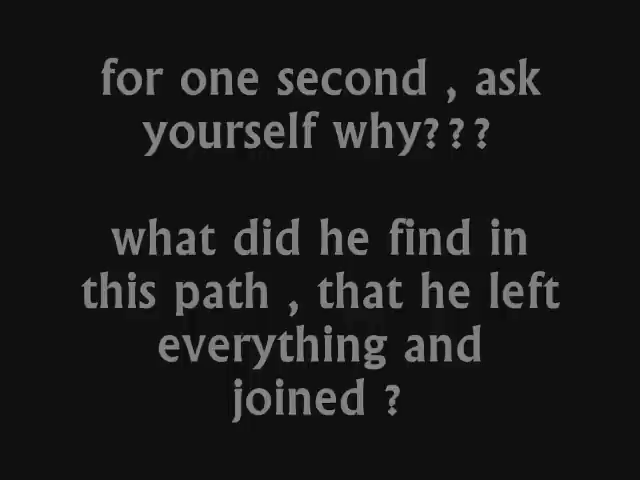 for one second , ask
yourself why???
what did he find in
this path , that he left
everything and
joined ?